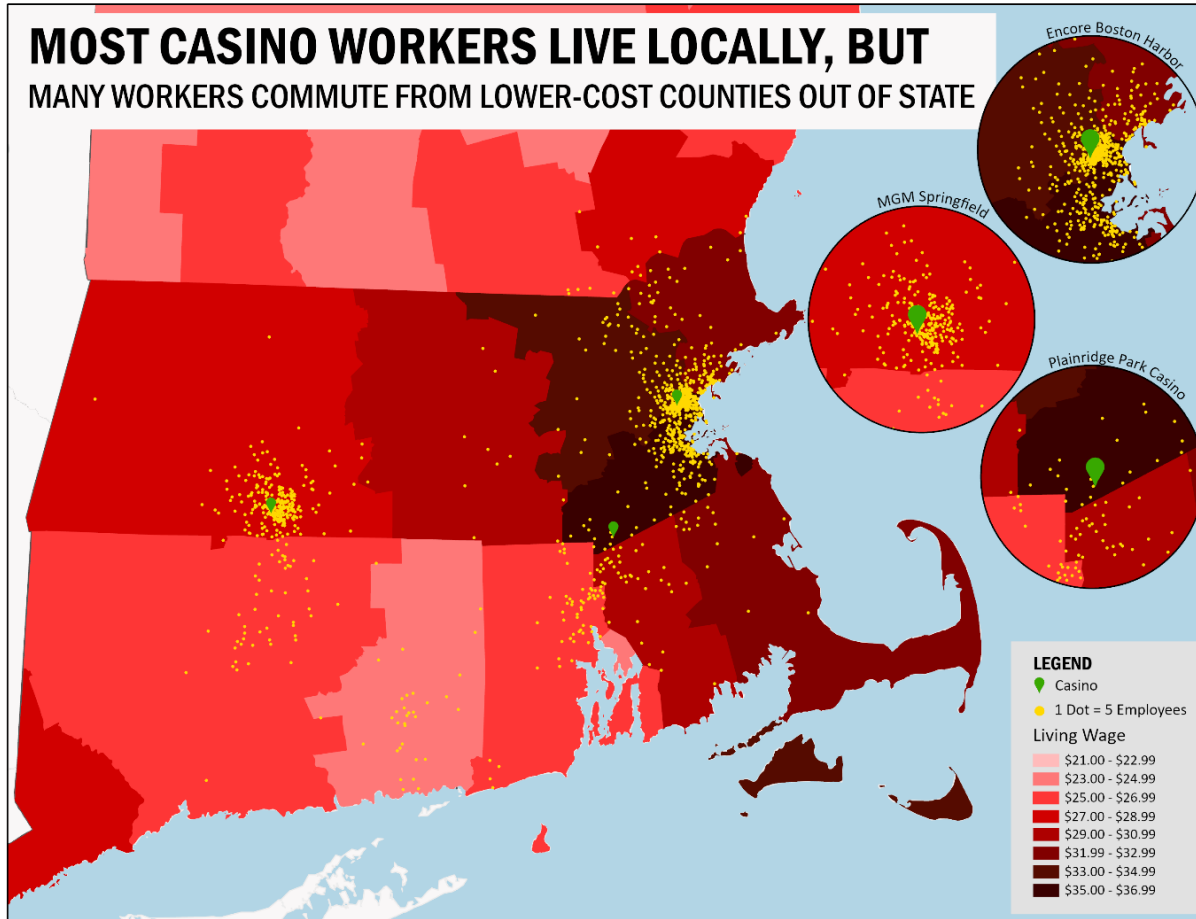 MOST CASINO WORKERS LIVE LOCALLY, BUT
MANY WORKERS COMMUTE FROM LOWER-COST COUNTIES OUT OF STATE
Encore Boston Harbor
MGM Springfield
Plainridge Park Casino
LEGEND
Casino
1 Dot = 5 Employees
Living Wage
$21.00 - $22.99
$23.00 - $24.99
$25.00 - $26.99
$27.00 - $28.99
$29.00 - $30.99
$31.99 - $32.99
$33.00 - $34.99
$35.00 - $36.99